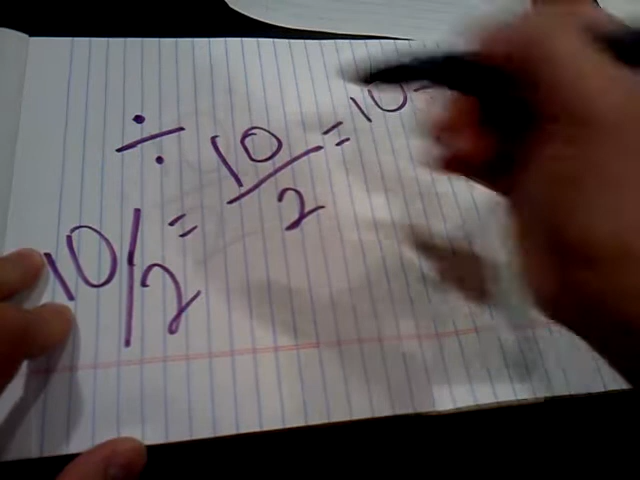 ÷
10/2 = 10/2 = 10